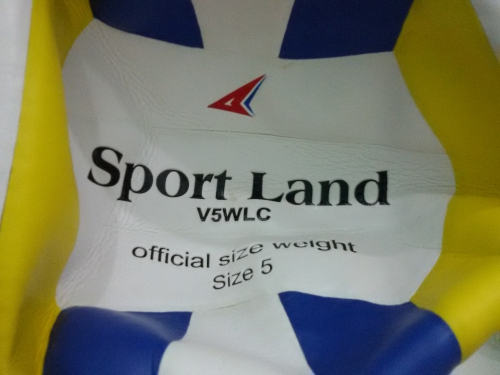 Sport Land
V5WLC
official size weight
Size 5